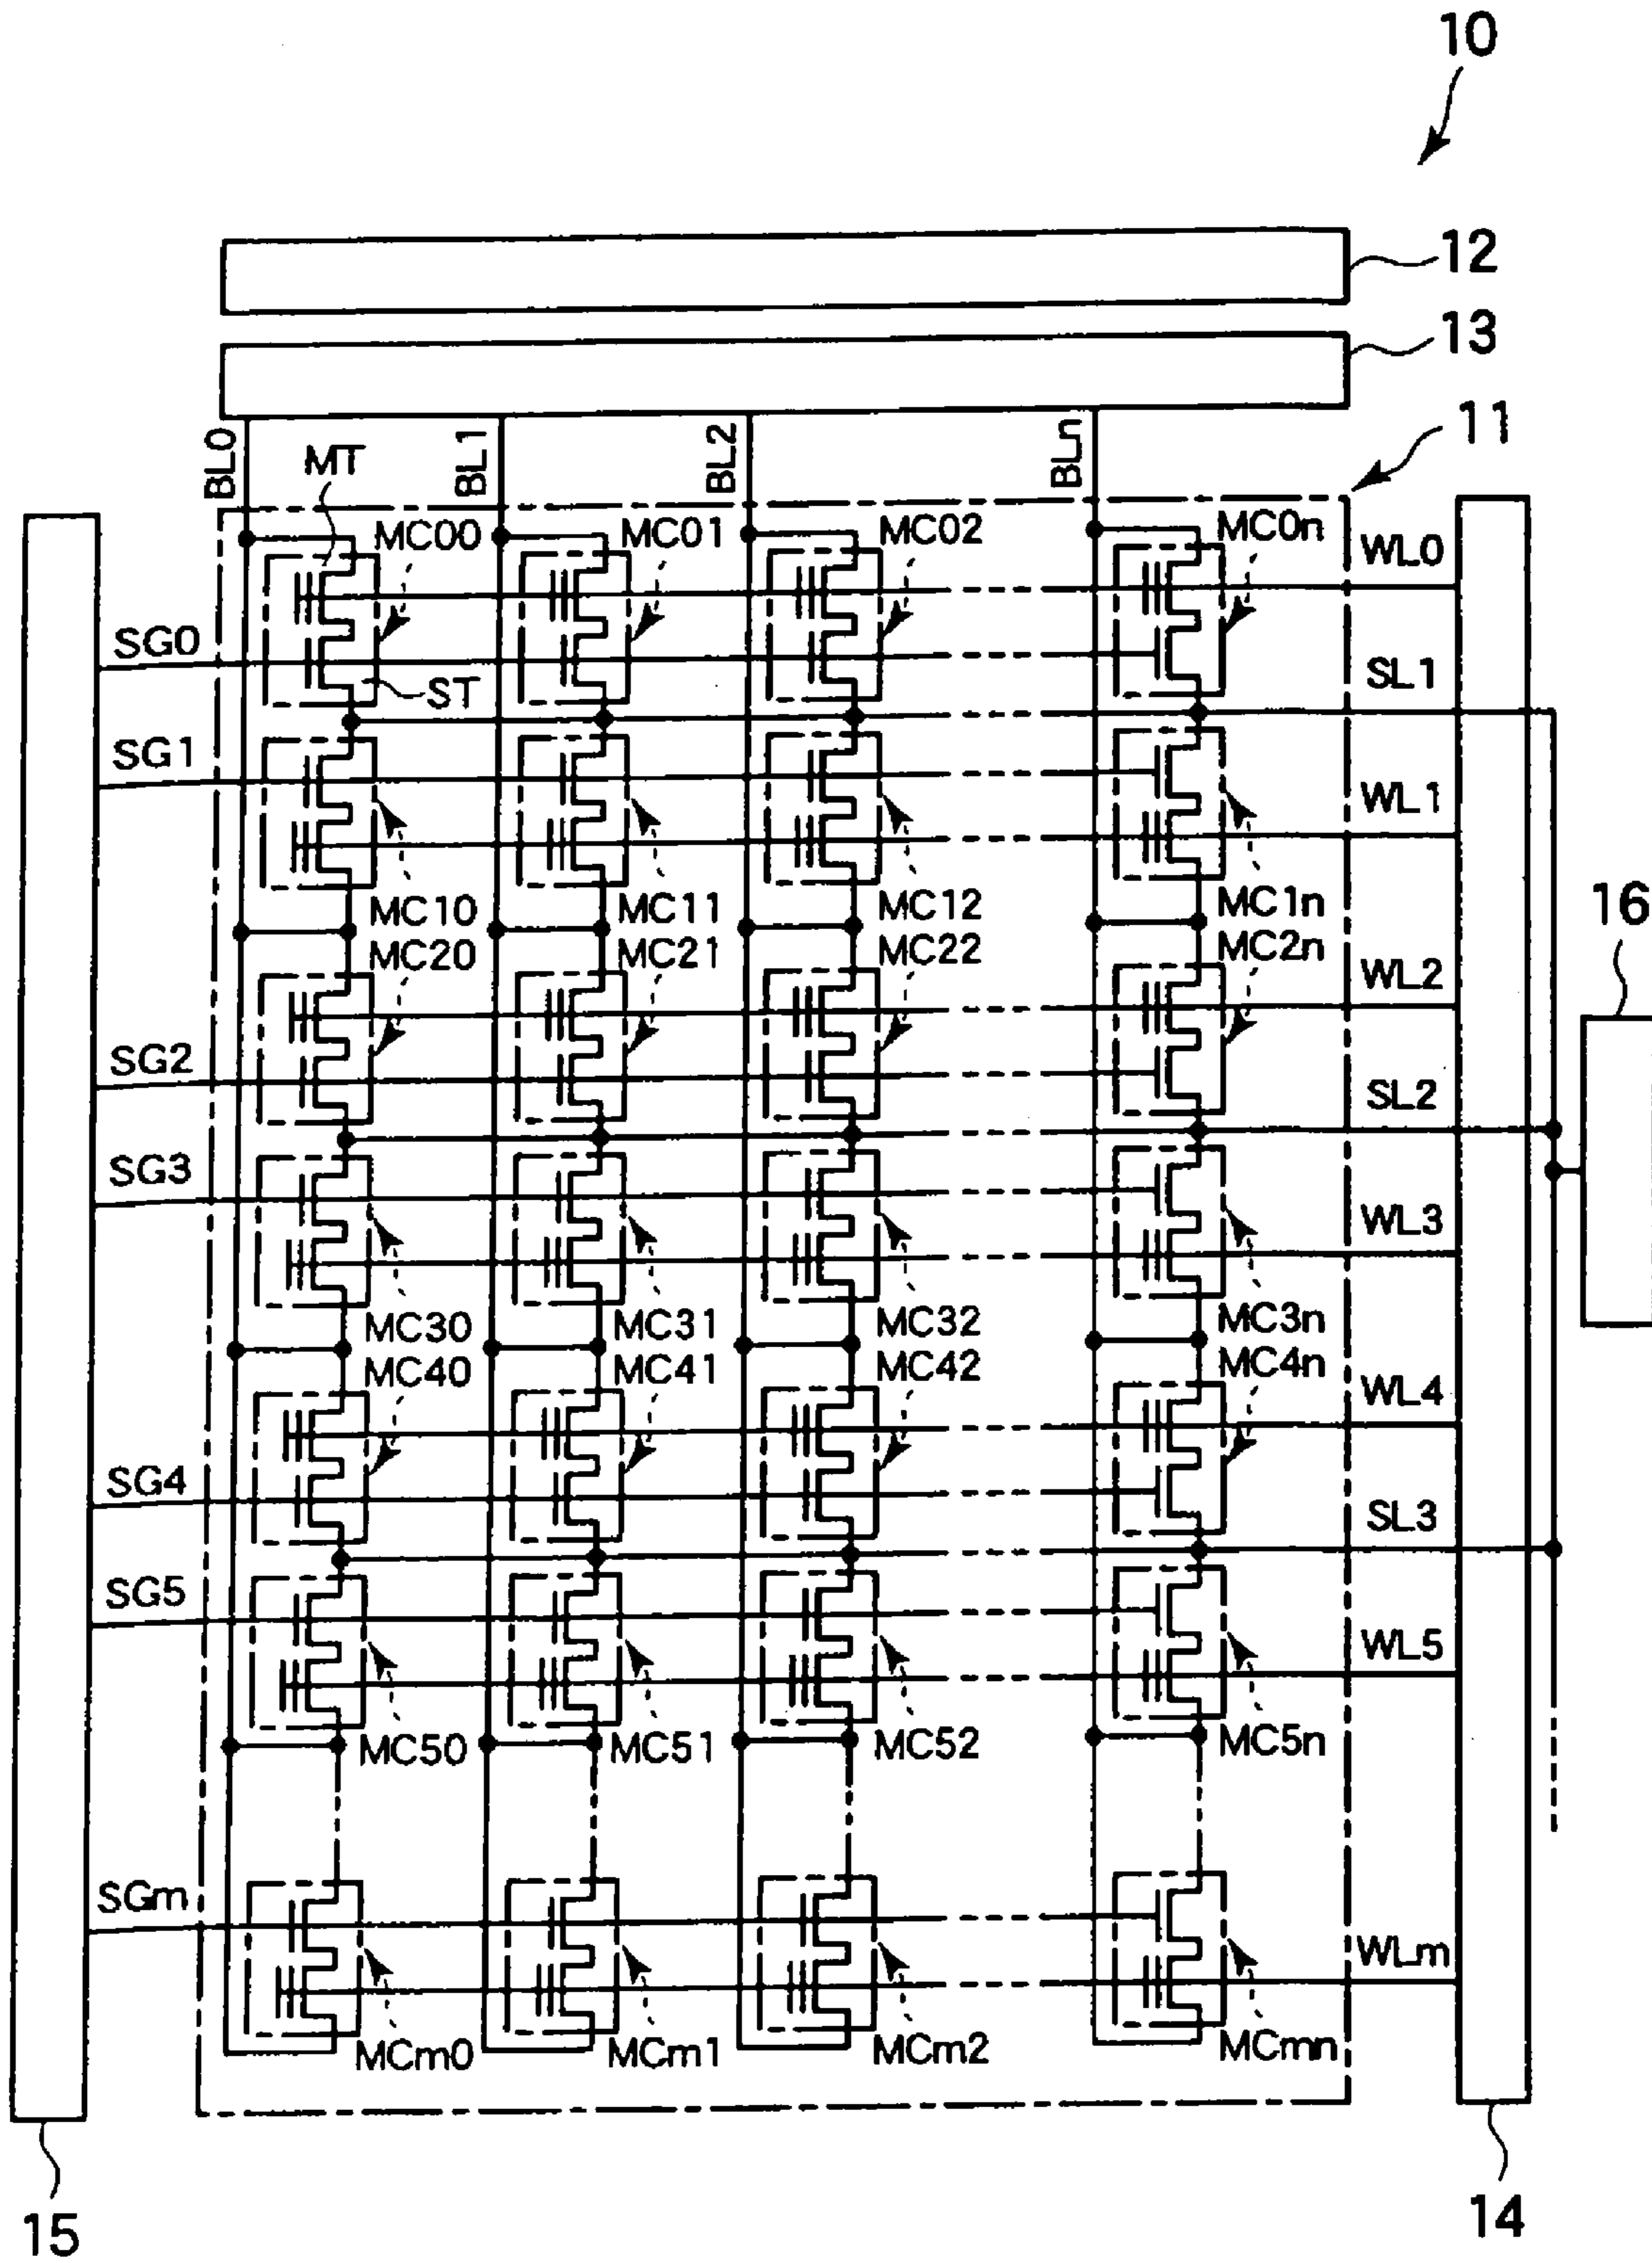 10
12
13
11
BL0
BL1
BL2
BLn
MT
MC00
MC01
MC02
MC0n
WL0
SG0
ST
SL1
SG1
WL1
MC10
MC11
MC12
MC1n
16
MC20
MC21
MC22
MC2n
WL2
SG2
SL2
SG3
WL3
MC30
MC31
MC32
MC3n
MC40
MC41
MC42
MC4n
WL4
SG4
SL3
SG5
WL5
MC50
MC51
MC52
MC5n
SGm
WLm
MCm0
MCm1
MCm2
MCmn
15
14